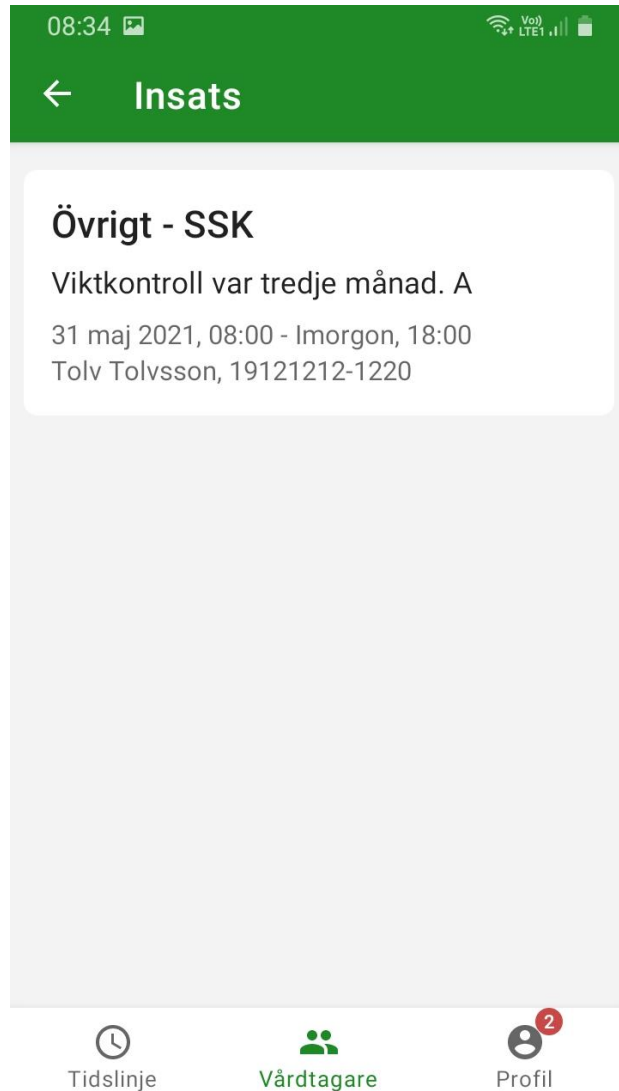 08:34
Vo))
LTE1
Insats
Övrigt - SSK
Viktkontroll var tredje månad. A
31 maj 2021, 08:00 - Imorgon, 18:00
Tolv Tolvsson, 19121212-1220
2
Tidslinje
Vårdtagare
Profil